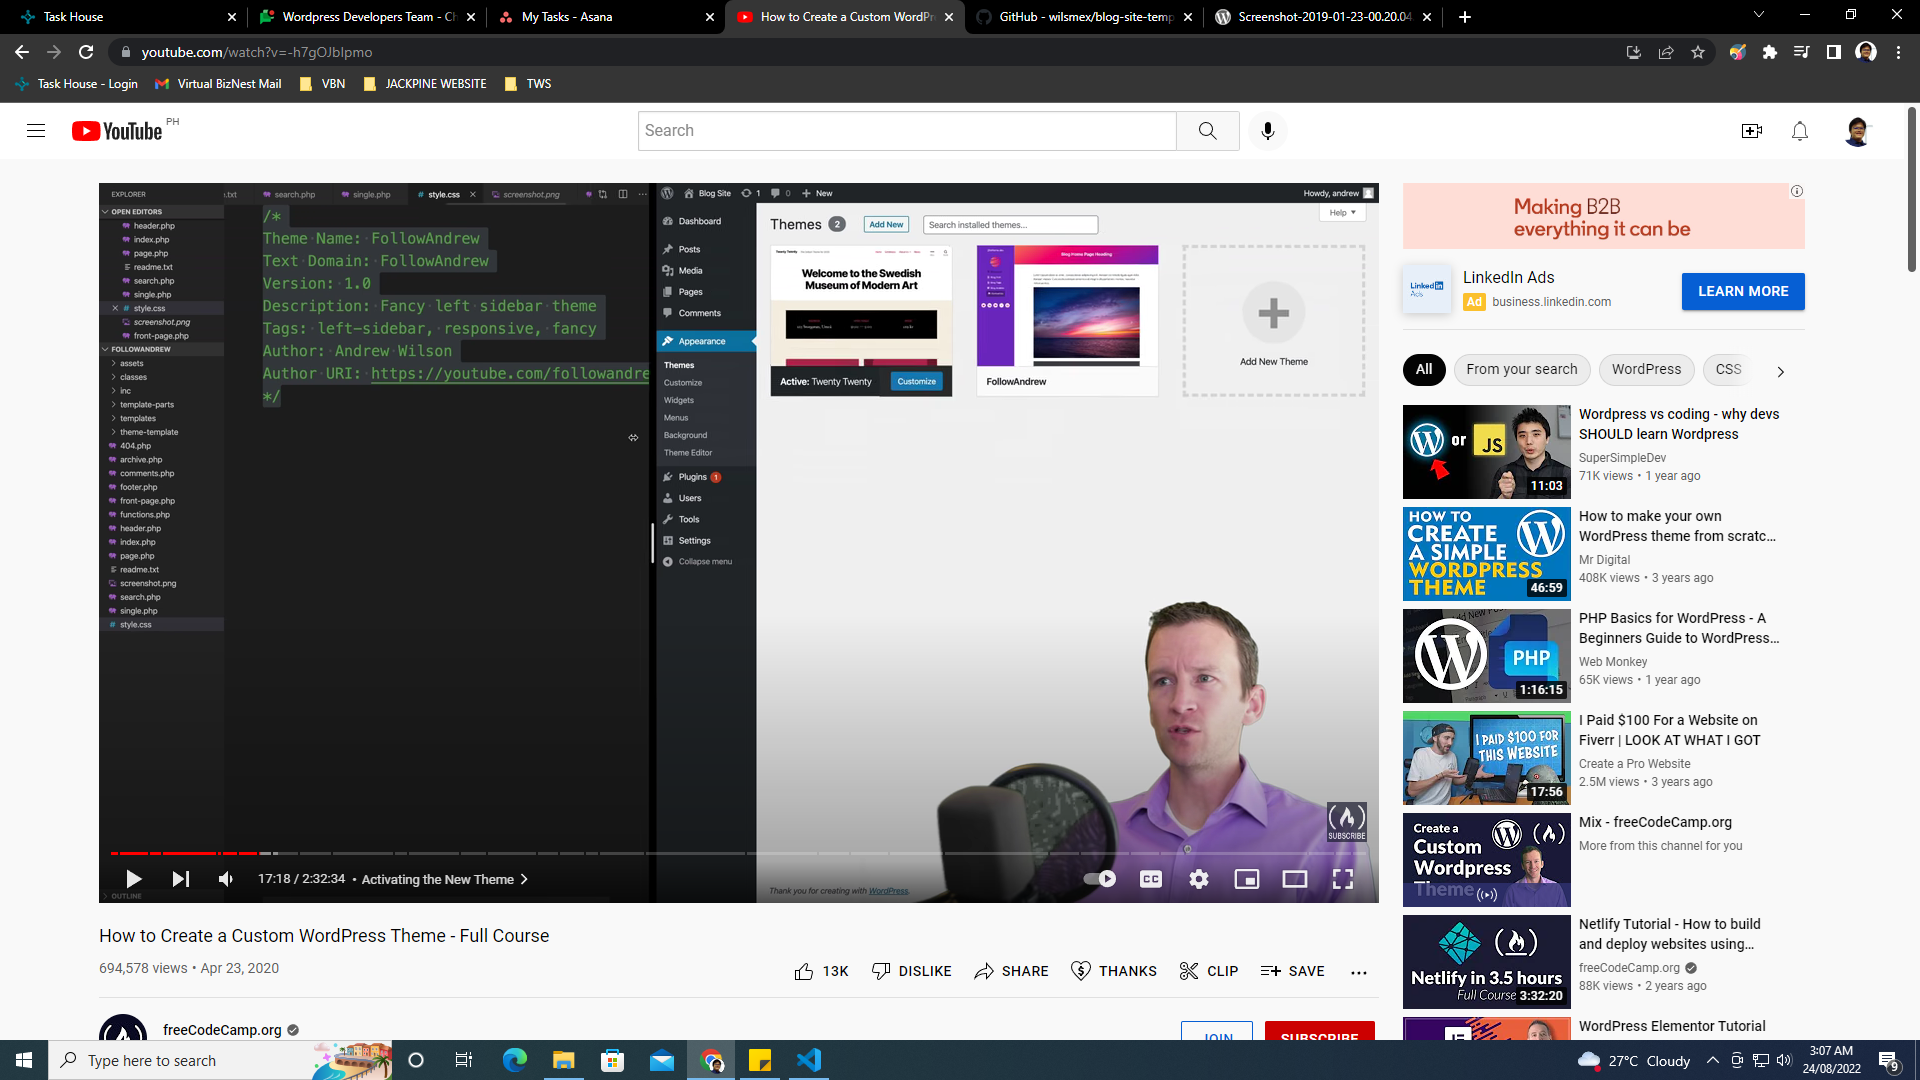 Task House
Wordpress Developers Team - Ch
My Tasks - Asana
How to Create a Custom WordPr
GitHub - wilsmex/blog-site-temp
Screenshot-2019-01-23-00.20.04
youtube.com/watch?v=-h7gOJbIpmo
Task House - Login
Virtual BizNest Mail
VBN
JACKPINE WEBSITE
TWS
YouTube PH
Search
EXPLORER
.txt
search.php
single.php
# style.css
screenshot.png
OPEN EDITORS
header.php
index.php
page.php
readme.txt
search.php
single.php
# style.css
screenshot.png
front-page.php
FOLLOWANDREW
assets
classes
inc
template-parts
templates
theme-template
404.php
archive.php
comments.php
footer.php
front-page.php
functions.php
header.php
index.php
page.php
readme.txt
screenshot.png
search.php
single.php
# style.css
OUTLINE
/*
Theme Name: FollowAndrew
Text Domain: FollowAndrew
Version: 1.0
Description: Fancy left sidebar theme
Tags: left-sidebar, responsive, fancy
Author: Andrew Wilson
Author URI: https://youtube.com/followandre
*/
Blog Site
1
0
New
Howdy, andrew
Dashboard
Posts
Media
Pages
Comments
Appearance
Themes
Customize
Widgets
Menus
Background
Theme Editor
Plugins 1
Users
Tools
Settings
Collapse menu
Help
Themes 2
Add New
Search installed themes...
Welcome to the Swedish
Museum of Modern Art
Active: Twenty Twenty
Customize
Blog Home Page Heading
FollowAndrew
Add New Theme
SUBSCRIBE
Thank you for creating with WordPress.
17:18 / 2:32:34 • Activating the New Theme
CC
How to Create a Custom WordPress Theme - Full Course
694,578 views • Apr 23, 2020
13K
DISLIKE
SHARE
THANKS
CLIP
SAVE
freeCodeCamp.org
JOIN
SUBSCRIBE
Making B2B
everything it can be
Linked in
Ads
LinkedIn Ads
Ad business.linkedin.com
LEARN MORE
All
From your search
WordPress
CSS
or JS
11:03
Wordpress vs coding - why devs
SHOULD learn Wordpress
SuperSimpleDev
71K views • 1 year ago
HOW TO
CREATE
A SIMPLE
WORDPRESS
THEME
46:59
How to make your own
WordPress theme from scratc...
Mr Digital
408K views • 3 years ago
PHP
1:16:15
PHP Basics for WordPress - A
Beginners Guide to WordPress...
Web Monkey
65K views • 1 year ago
I PAID $100 FOR
THIS WEBSITE
17:56
I Paid $100 For a Website on
Fiverr | LOOK AT WHAT I GOT
Create a Pro Website
2.5M views • 3 years ago
Create a
Custom
Wordpress
Theme
Mix - freeCodeCamp.org
More from this channel for you
Netlify in 3.5 hours
Full Course
3:32:20
Netlify Tutorial - How to build
and deploy websites using...
freeCodeCamp.org
88K views • 2 years ago
WordPress Elementor Tutorial
Type here to search
27°C Cloudy
3:07 AM
24/08/2022
9